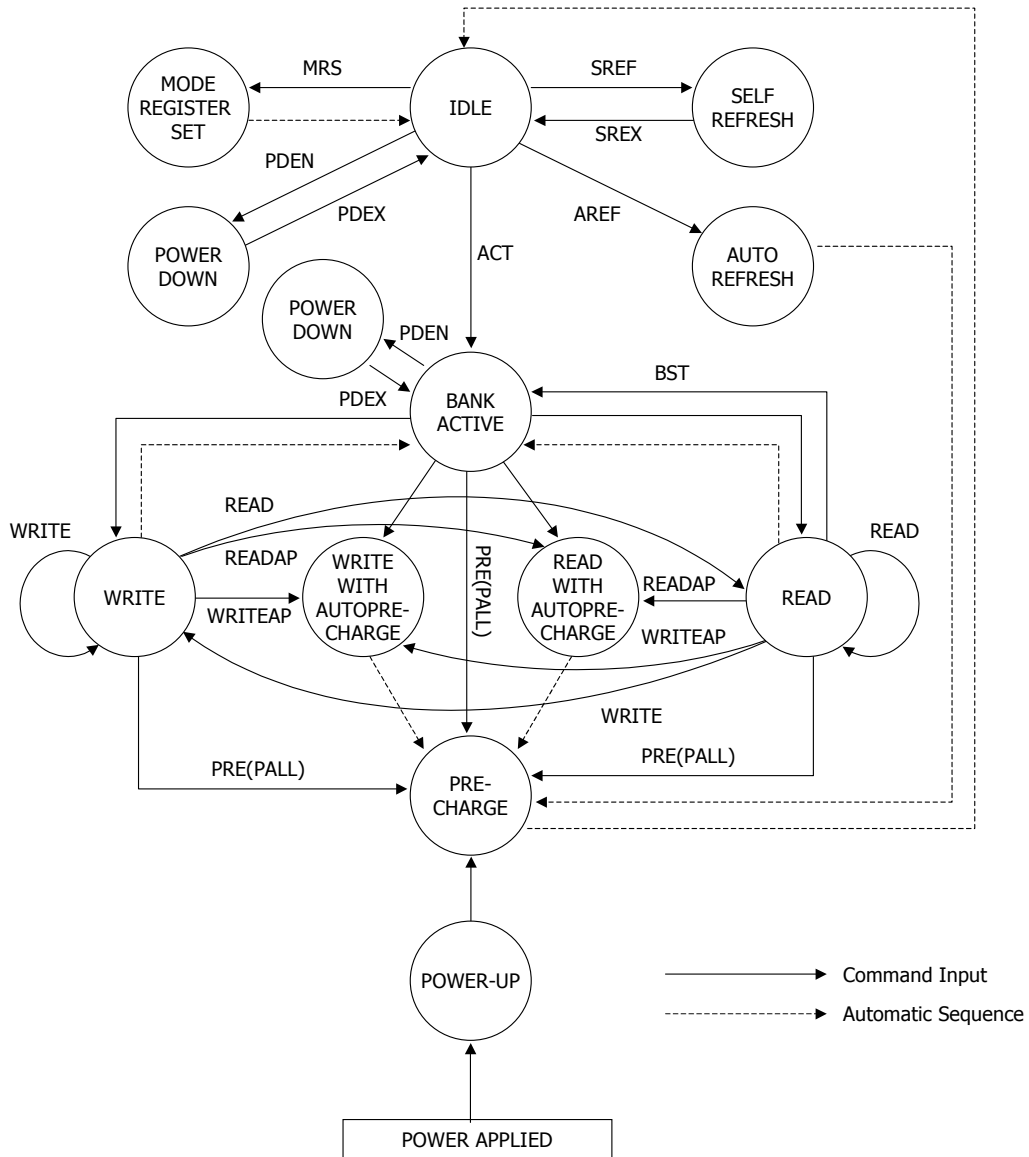 MRS
SREF
MODE
REGISTER
SET
IDLE
SELF
REFRESH
SREX
PDEN
PDEX
AREF
POWER
DOWN
ACT
AUTO
REFRESH
POWER
DOWN
PDEN
PDEX
BST
BANK
ACTIVE
WRITE
READ
READ
READAP
WRITE
WRITEAP
WRITE
WITH
AUTOPRE-
CHARGE
PRE(PALL)
READ
WITH
AUTOPRE-
CHARGE
READAP
WRITEAP
READ
WRITE
PRE(PALL)
PRE(PALL)
PRE-
CHARGE
POWER-UP
Command Input
Automatic Sequence
POWER APPLIED